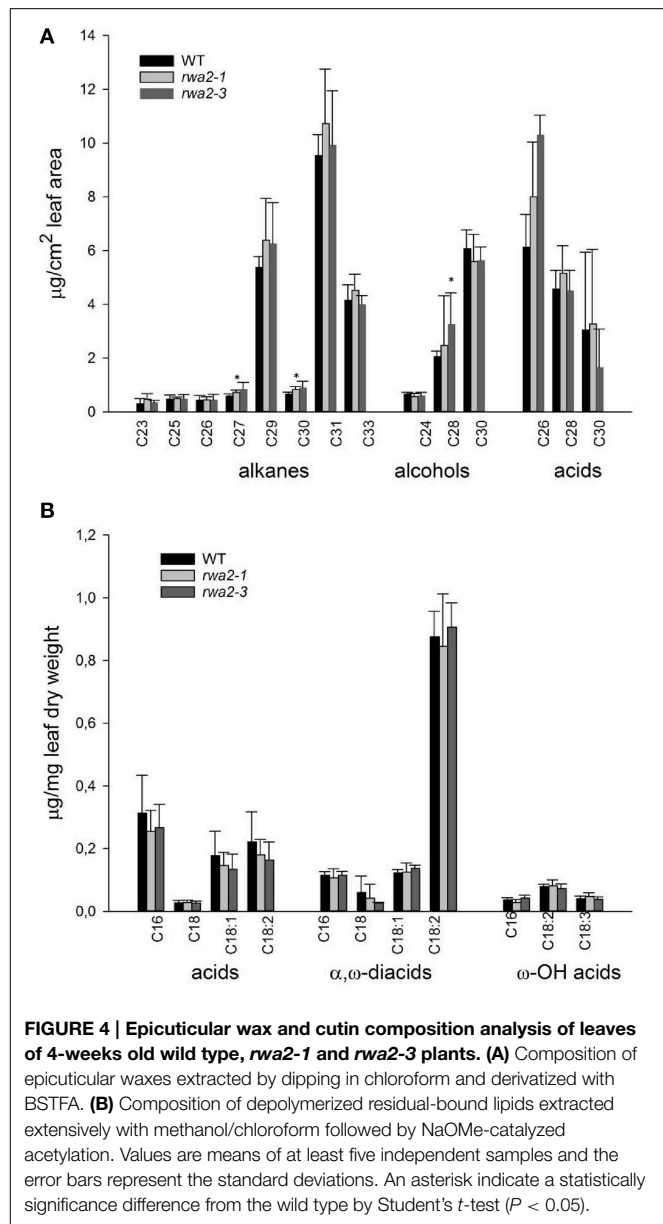 A
14
12
10
8
6
4
2
0
µg/cm2 leaf area
WT
rwa2-1
rwa2-3
*
*
*
C23
C25
C26
C27
C29
C30
C31
C33
C24
C28
C30
C26
C28
C30
alkanes alcohols acids
B
1,2
1,0
0,8
0,6
0,4
0,2
0,0
µg/mg leaf dry weight
WT
rwa2-1
rwa2-3
C16
C18
C18:1
C18:2
C16
C18
C18:1
C18:2
C16
C18:2
C18:3
acids α,ω-diacids ω-OH acids
FIGURE 4 | Epicuticular wax and cutin composition analysis of leaves
of 4-weeks old wild type, rwa2-1 and rwa2-3 plants. (A) Composition of
epicuticular waxes extracted by dipping in chloroform and derivatized with
BSTFA. (B) Composition of depolymerized residual-bound lipids extracted
extensively with methanol/chloroform followed by NaOMe-catalyzed
acetylation. Values are means of at least five independent samples and the
error bars represent the standard deviations. An asterisk indicate a statistically
significance difference from the wild type by Student's t-test (P < 0.05).